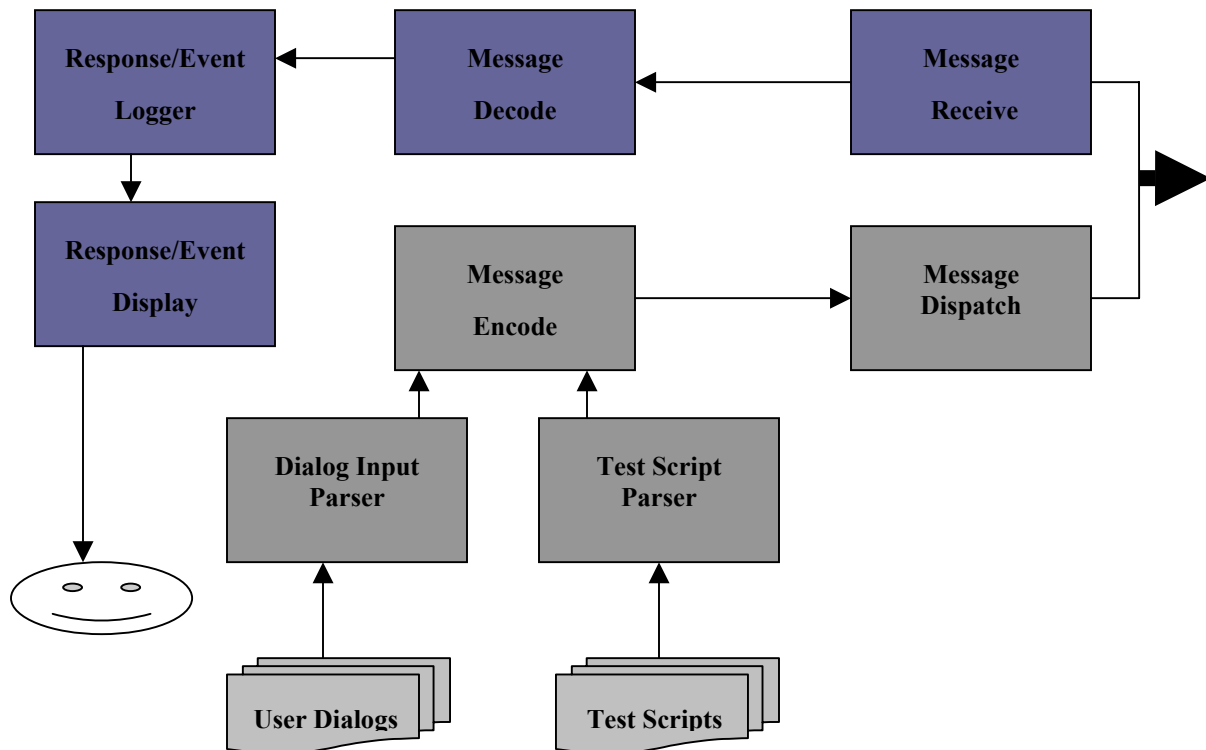 Response/Event
Logger
Message
Decode
Message
Receive
Response/Event
Display
Message
Encode
Message
Dispatch
Dialog Input
Parser
Test Script
Parser
User Dialogs
Test Scripts